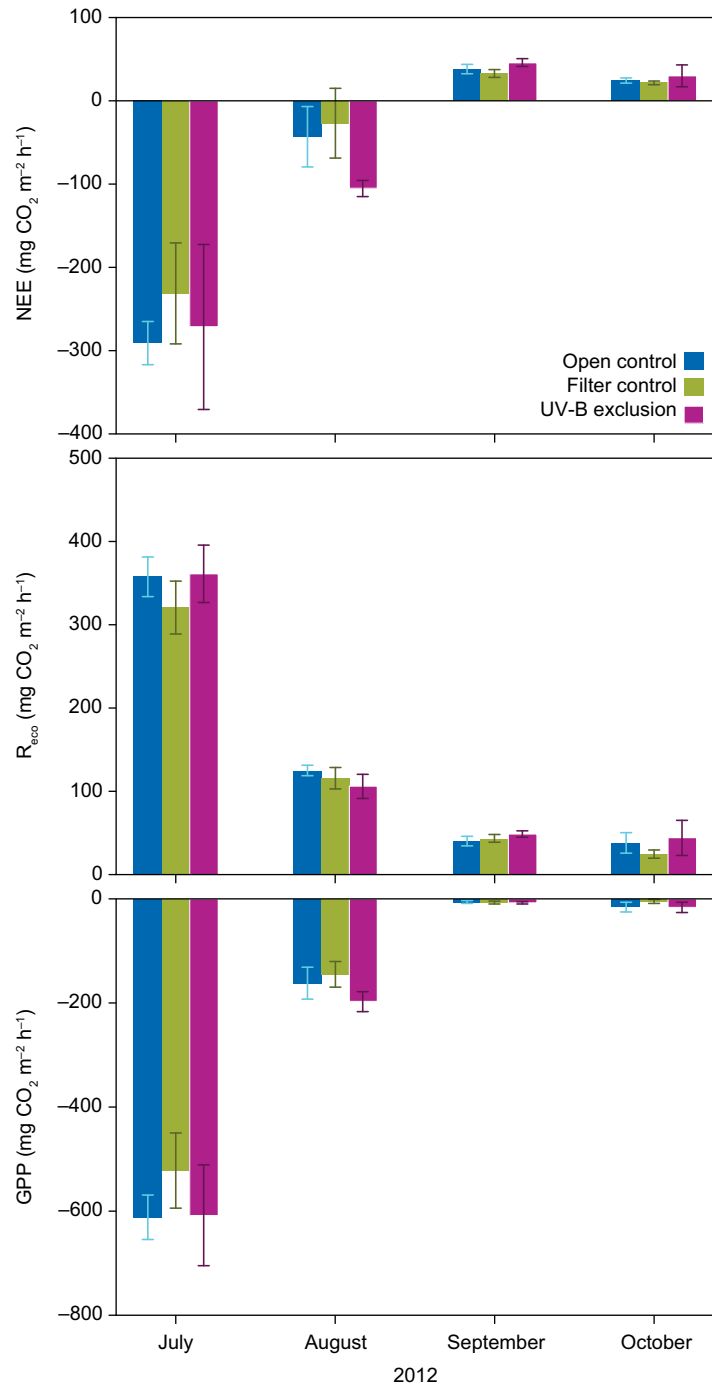 100
0
–100
–200
–300
–400
NEE (mg CO₂ m⁻² h⁻¹)
Open control
Filter control
UV-B exclusion
500
400
300
200
100
0
Reco (mg CO₂ m⁻² h⁻¹)
0
–200
–400
–600
–800
GPP (mg CO₂ m⁻² h⁻¹)
July August September October
2012